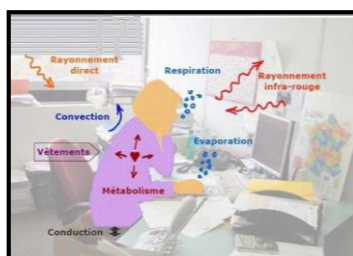 Rayonnement
direct
Respiration
Rayonnement
infra-rouge
Convection
Evaporation
Vêtements
Métabolisme
Conduction